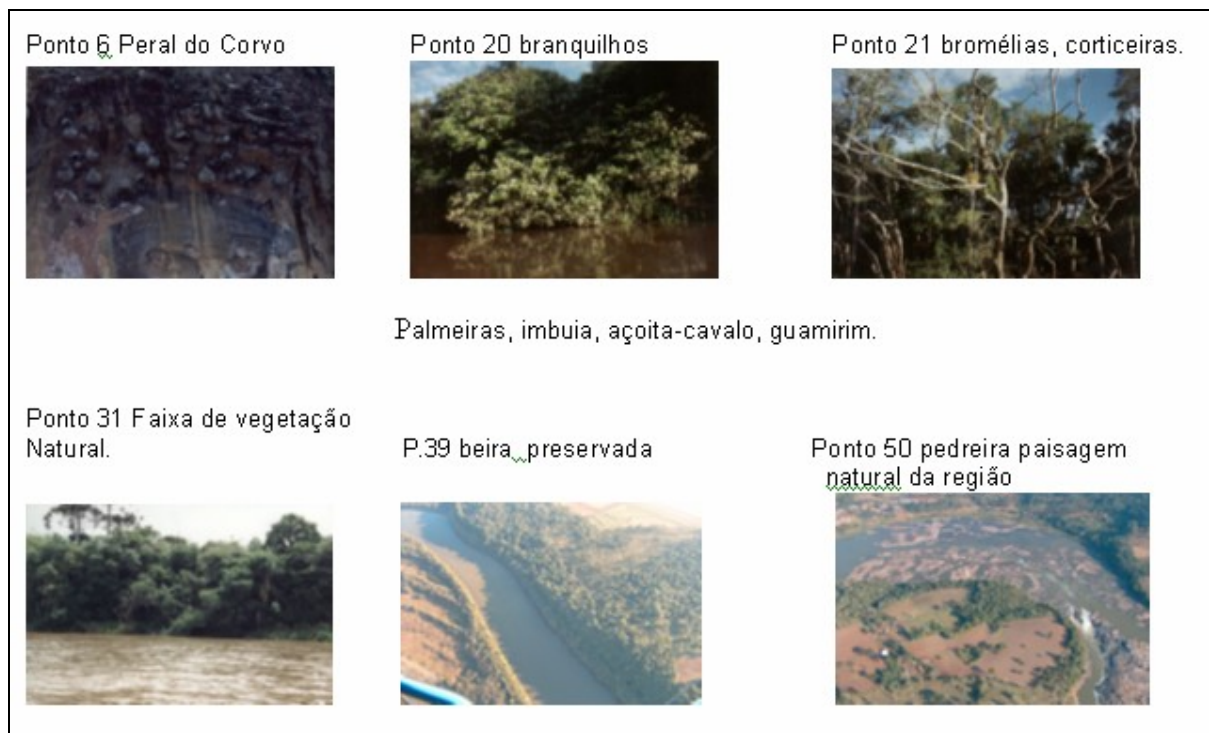 Ponto 6 Peral do Corvo
Ponto 20 branquilhos
Ponto 21 bromélias, corticeiras.
Palmeiras, imbuia, açoita-cavalo, guamirim.
Ponto 31 Faixa de vegetação
Natural.
P.39 beira preservada
Ponto 50 pedreira paisagem
natural da região